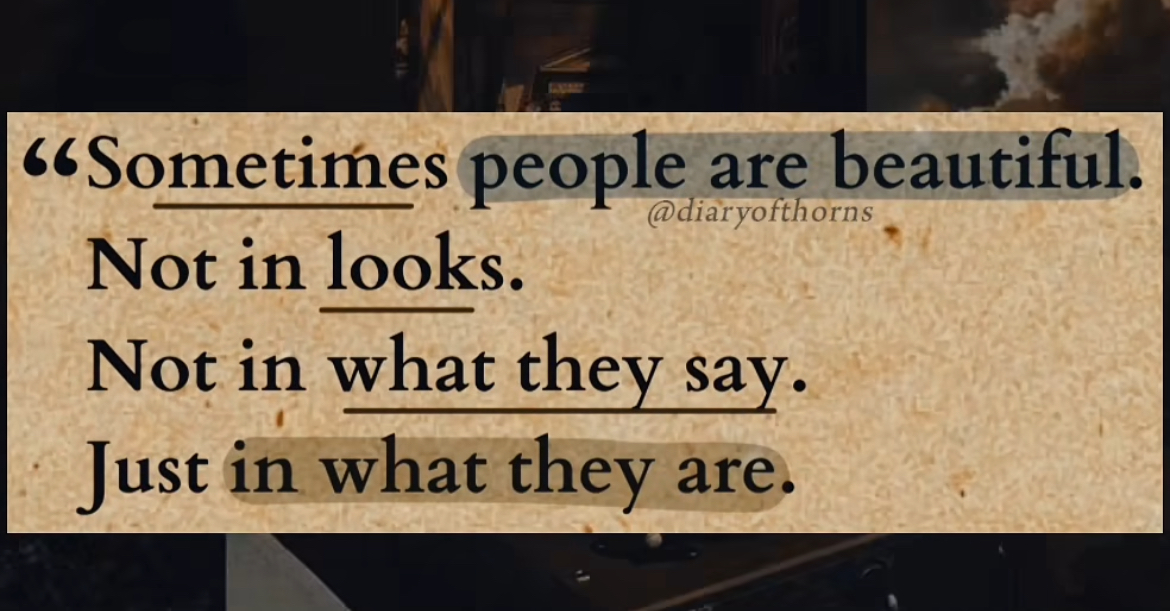 “Sometimes people are beautiful.
@diaryofthorns
Not in looks.
Not in what they say.
Just in what they are.